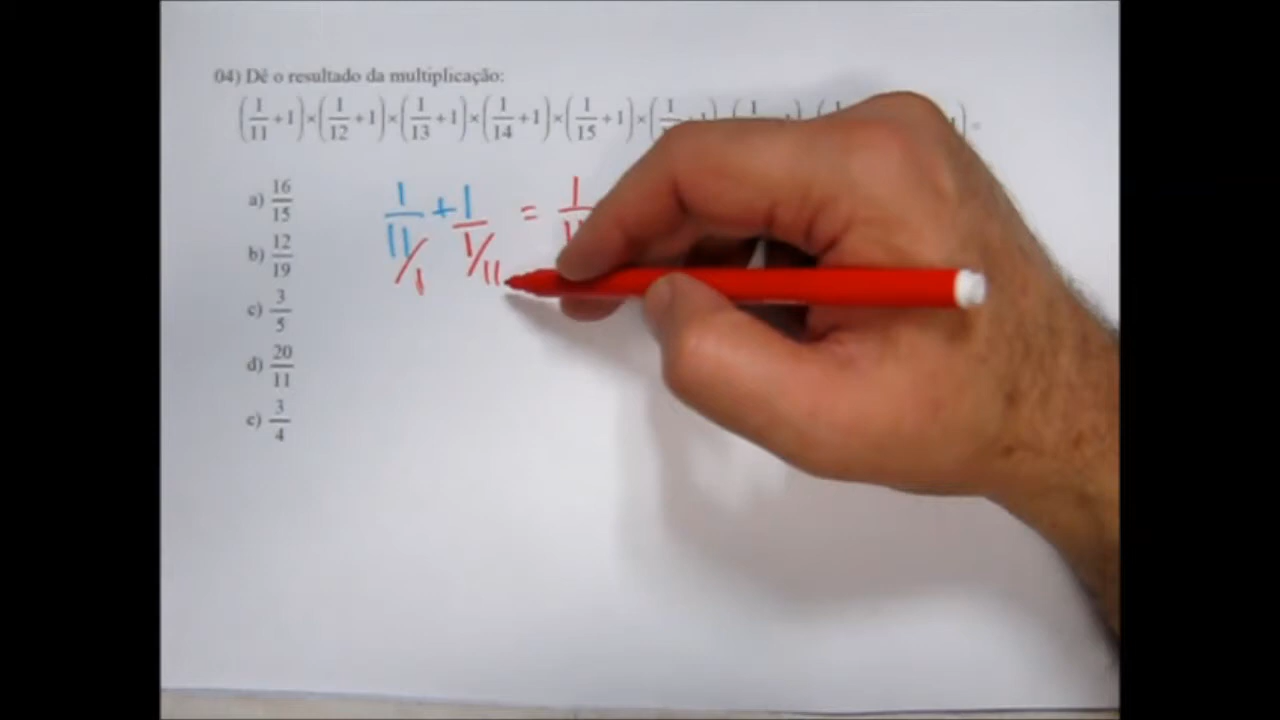 04) Dê o resultado da multiplicação:
(1/11 + 1) × (1/12 + 1) × (1/13 + 1) × (1/14 + 1) × (1/15 + 1) × (1
a) 16/15
b) 12/19
c) 3/5
d) 20/11
e) 3/4
1/11 + 1/1 = 1
/1 /11